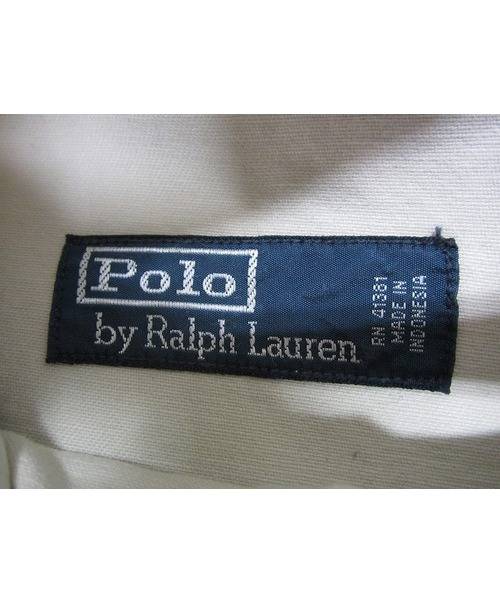 Polo
by Ralph Lauren
RN 41381
MADE IN
INDONESIA